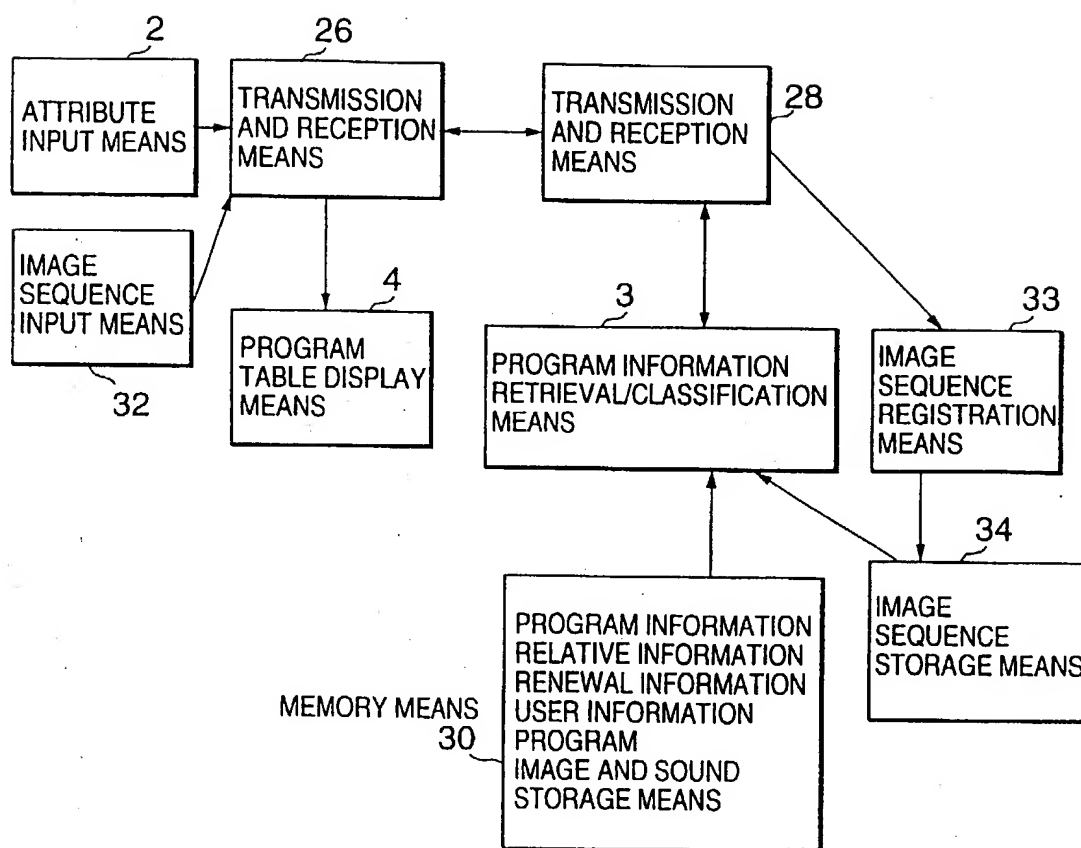 2
ATTRIBUTE
INPUT MEANS
26
TRANSMISSION
AND RECEPTION
MEANS
TRANSMISSION
AND RECEPTION
MEANS
28
IMAGE
SEQUENCE
INPUT MEANS
32
4
PROGRAM
TABLE DISPLAY
MEANS
3
PROGRAM INFORMATION
RETRIEVAL/CLASSIFICATION
MEANS
33
IMAGE
SEQUENCE
REGISTRATION
MEANS
34
IMAGE
SEQUENCE
STORAGE MEANS
MEMORY MEANS
30
PROGRAM INFORMATION
RELATIVE INFORMATION
RENEWAL INFORMATION
USER INFORMATION
PROGRAM
IMAGE AND SOUND
STORAGE MEANS